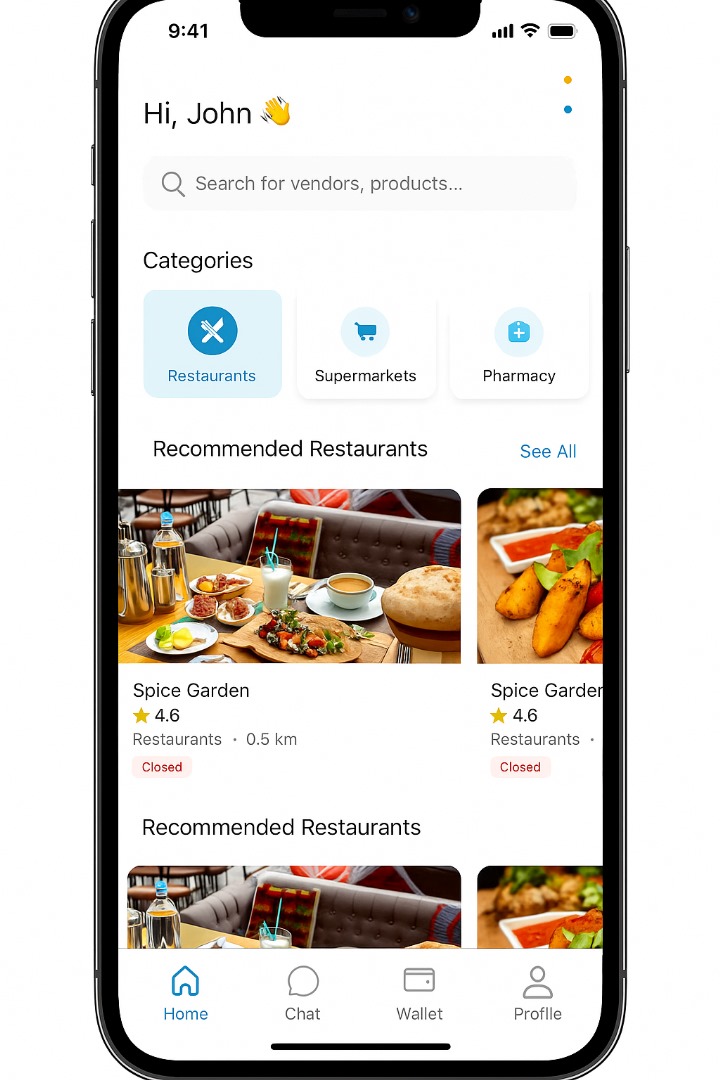 9:41
Hi, John 👋
Search for vendors, products...
Categories
Restaurants
Supermarkets
Pharmacy
Recommended Restaurants
See All
Spice Garden
4.6
Restaurants · 0.5 km
Closed
Spice Garden
4.6
Restaurants ·
Closed
Recommended Restaurants
Home
Chat
Wallet
Proflle